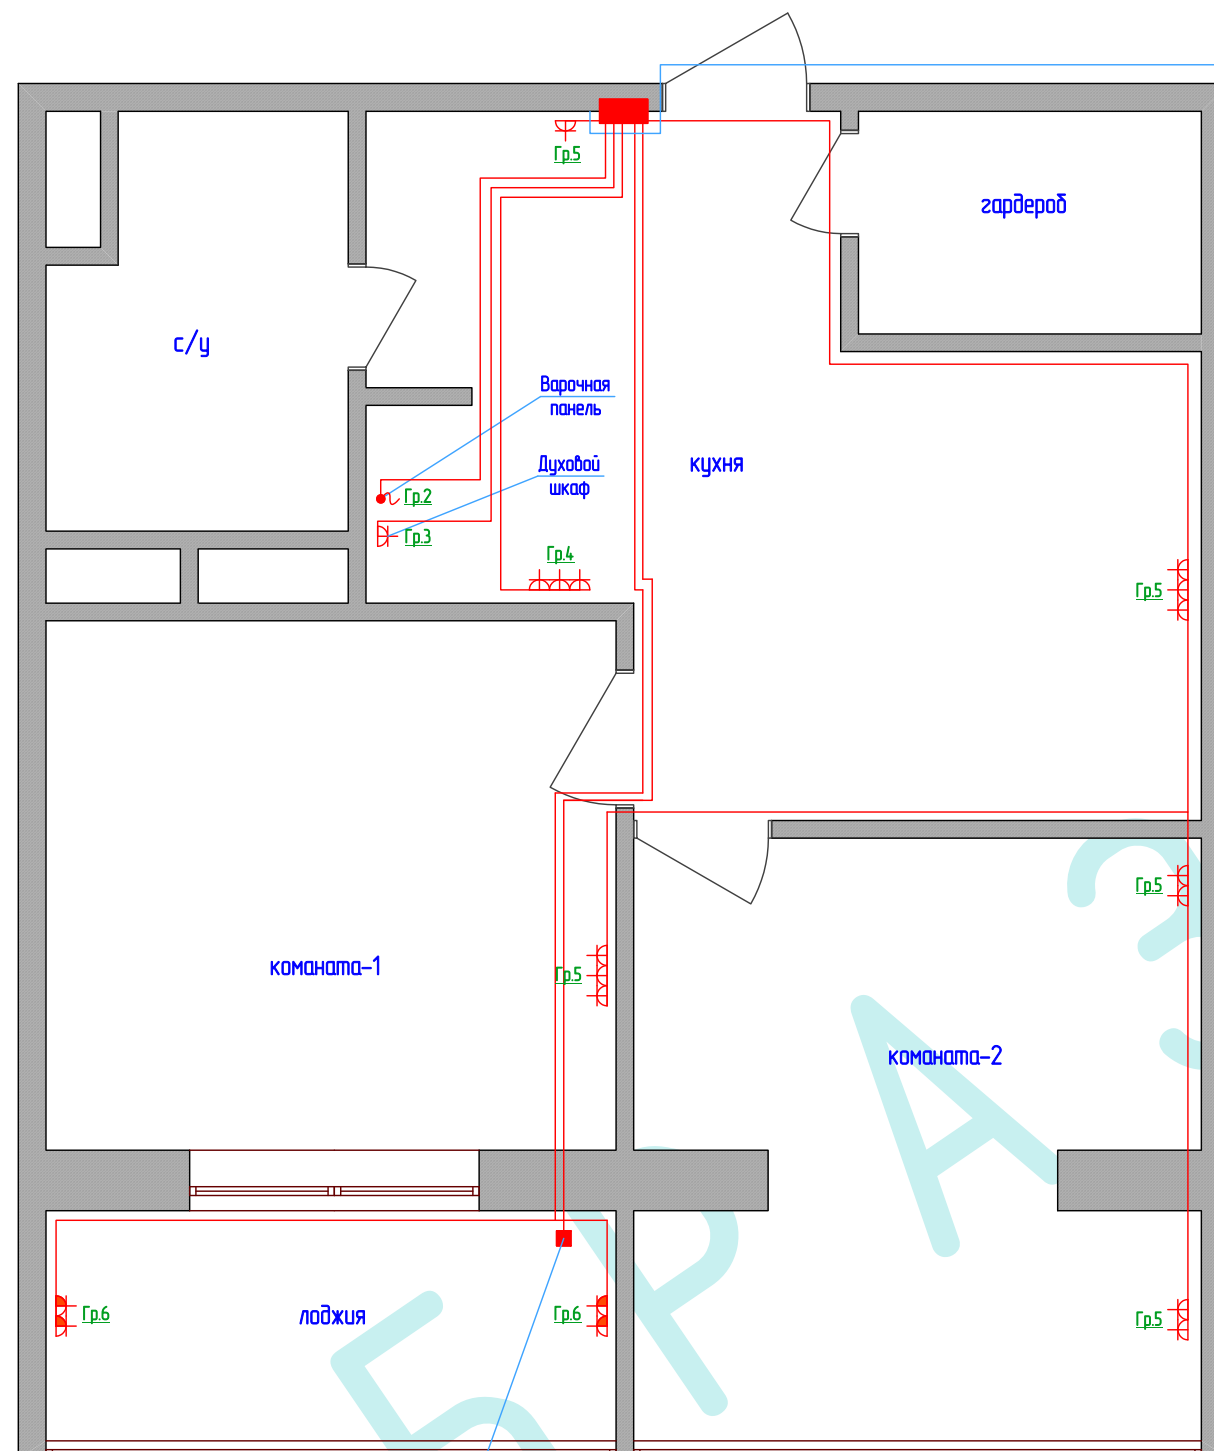 Гр.5
гардероб
с/у
Варочная
панель
кухня
Духовой
шкаф
Гр.2
Гр.3
Гр.4
Гр.5
Гр.5
команата-1
Гр.5
команата-2
Гр.6
лоджия
Гр.6
Гр.5